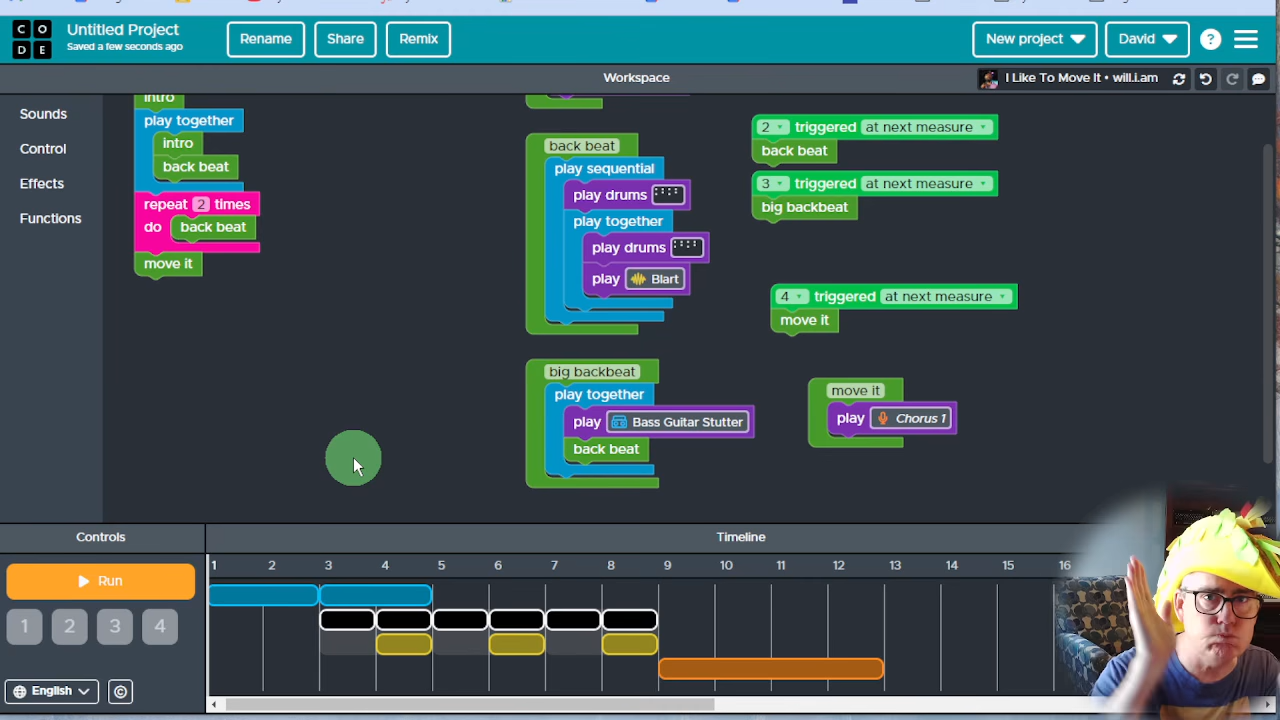 CODE
Untitled Project
Saved a few seconds ago
Rename
Share
Remix
New project
David
?
Workspace
I Like To Move It • will.i.am
Sounds
Control
Effects
Functions
intro
play together
intro
back beat
repeat 2 times
do back beat
move it
back beat
play sequential
play drums
play together
play drums
play Blart
big backbeat
play together
play Bass Guitar Stutter
back beat
2 triggered at next measure
back beat
3 triggered at next measure
big backbeat
4 triggered at next measure
move it
move it
play Chorus 1
Controls
Timeline
Run
1 2 3 4
1 2 3 4 5 6 7 8 9 10 11 12 13 14 15 16
English
©